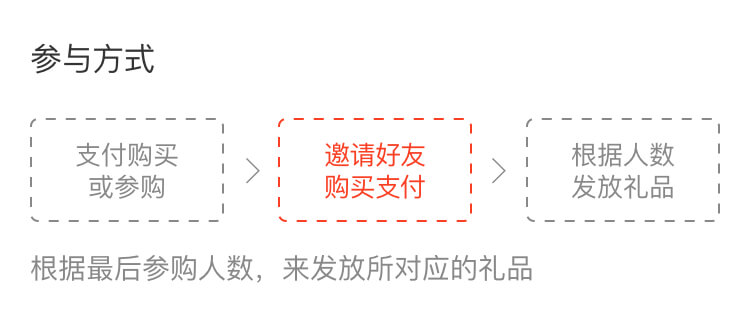 参与方式
支付购买
或参购
邀请好友
购买支付
根据人数
发放礼品
根据最后参购人数，来发放所对应的礼品